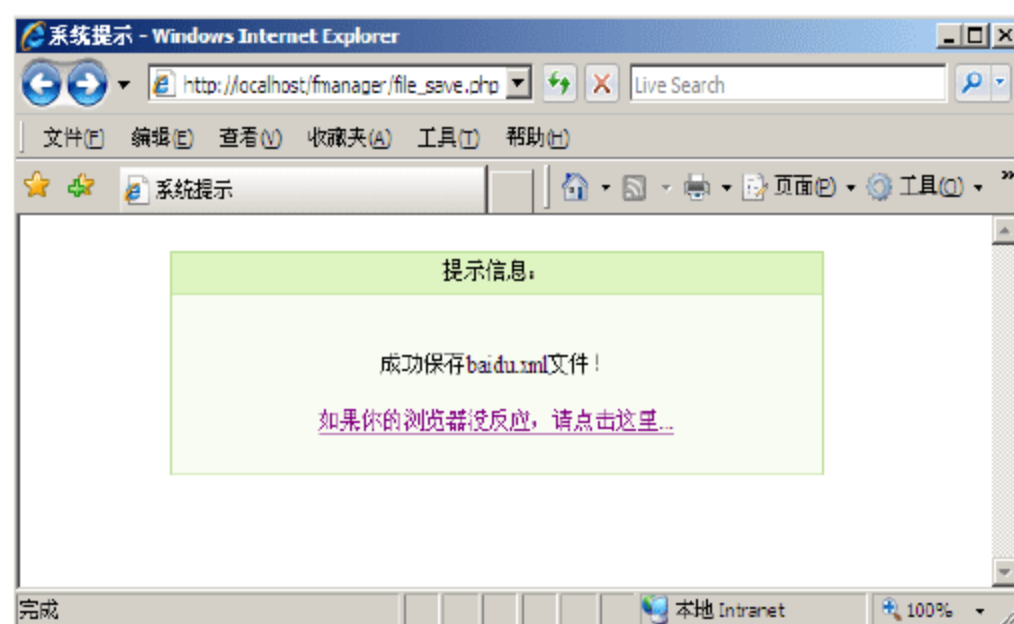 系统提示 - Windows Internet Explorer
http://localhost/fmanager/file_save.php
Live Search
文件(F) 编辑(E) 查看(V) 收藏夹(A) 工具(T) 帮助(H)
系统提示
页面(P) 工具(O) »
提示信息：
成功保存baidu.xml文件！
如果你的浏览器没反应，请点击这里...
完成
本地 Intranet
100%